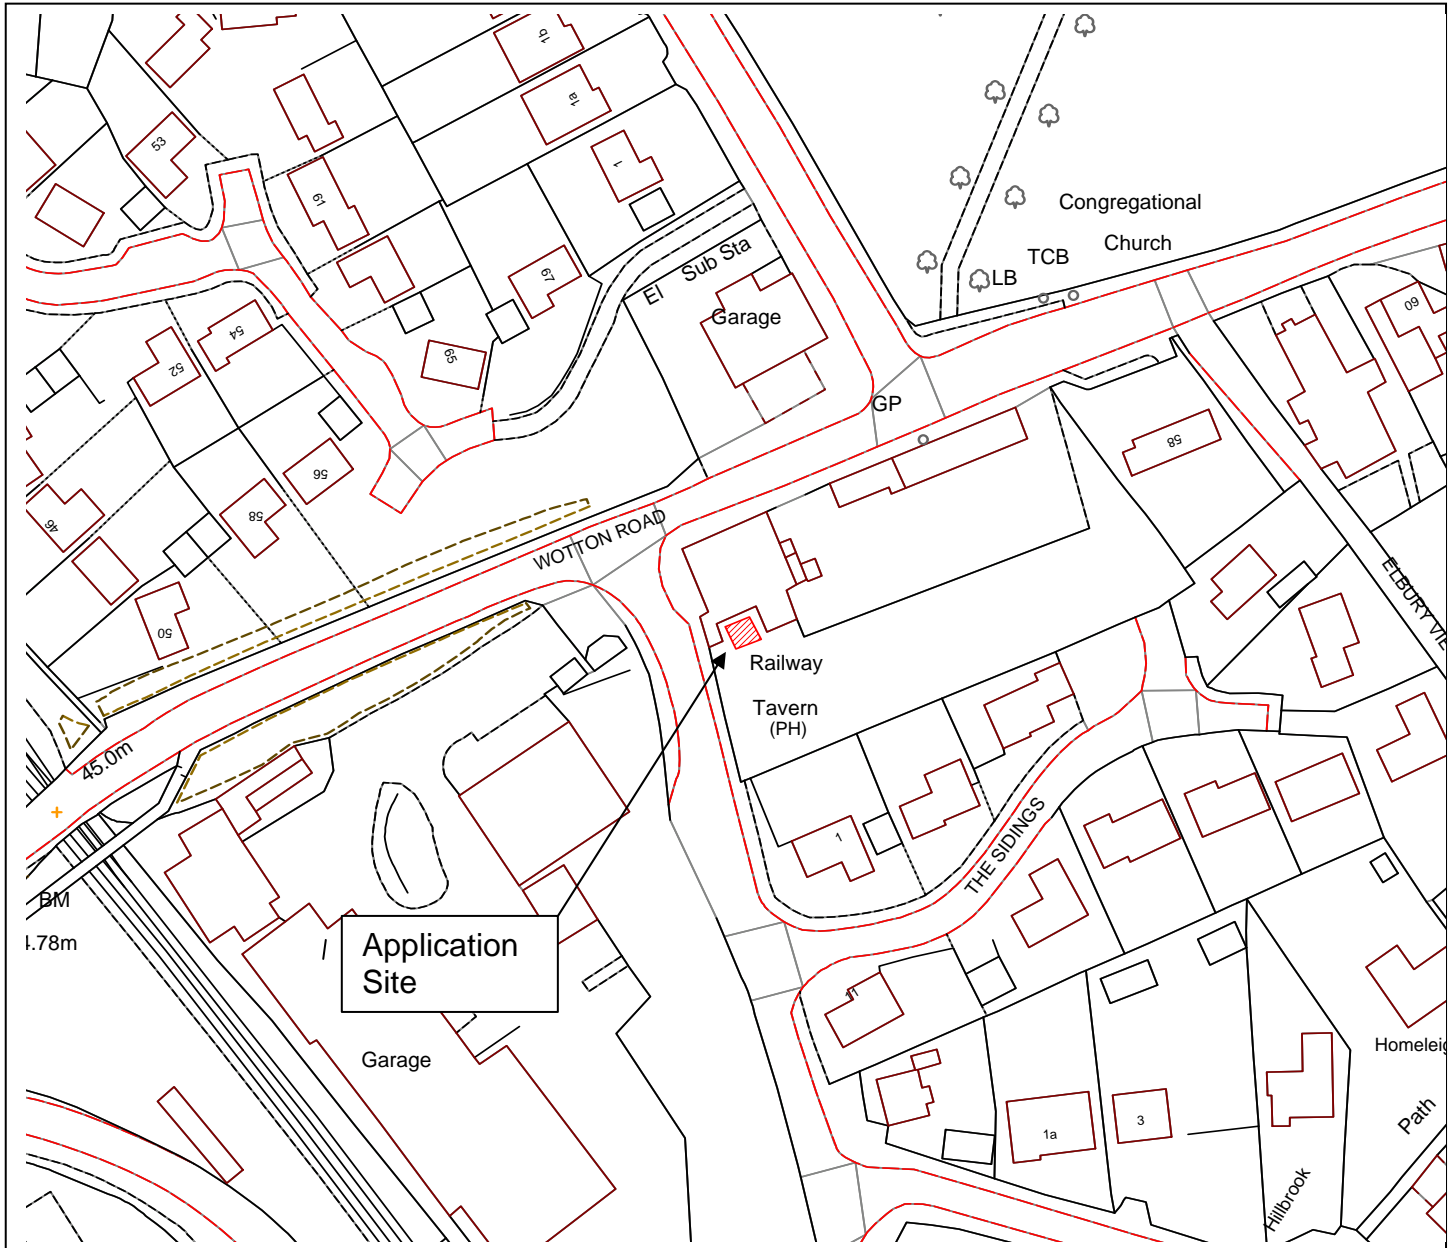 1b
1a
53
1
61
Congregational
Church
TCB
LB
El Sub Sta
67
Garage
60
54
52
65
GP
58
56
46
58
WOTTON ROAD
50
ELBURY VIE
Railway
Tavern
(PH)
45.0m
THE SIDINGS
1
BM
4.78m
Application
Site
11
Garage
Homeleig
1a
3
Path
Hillbrook